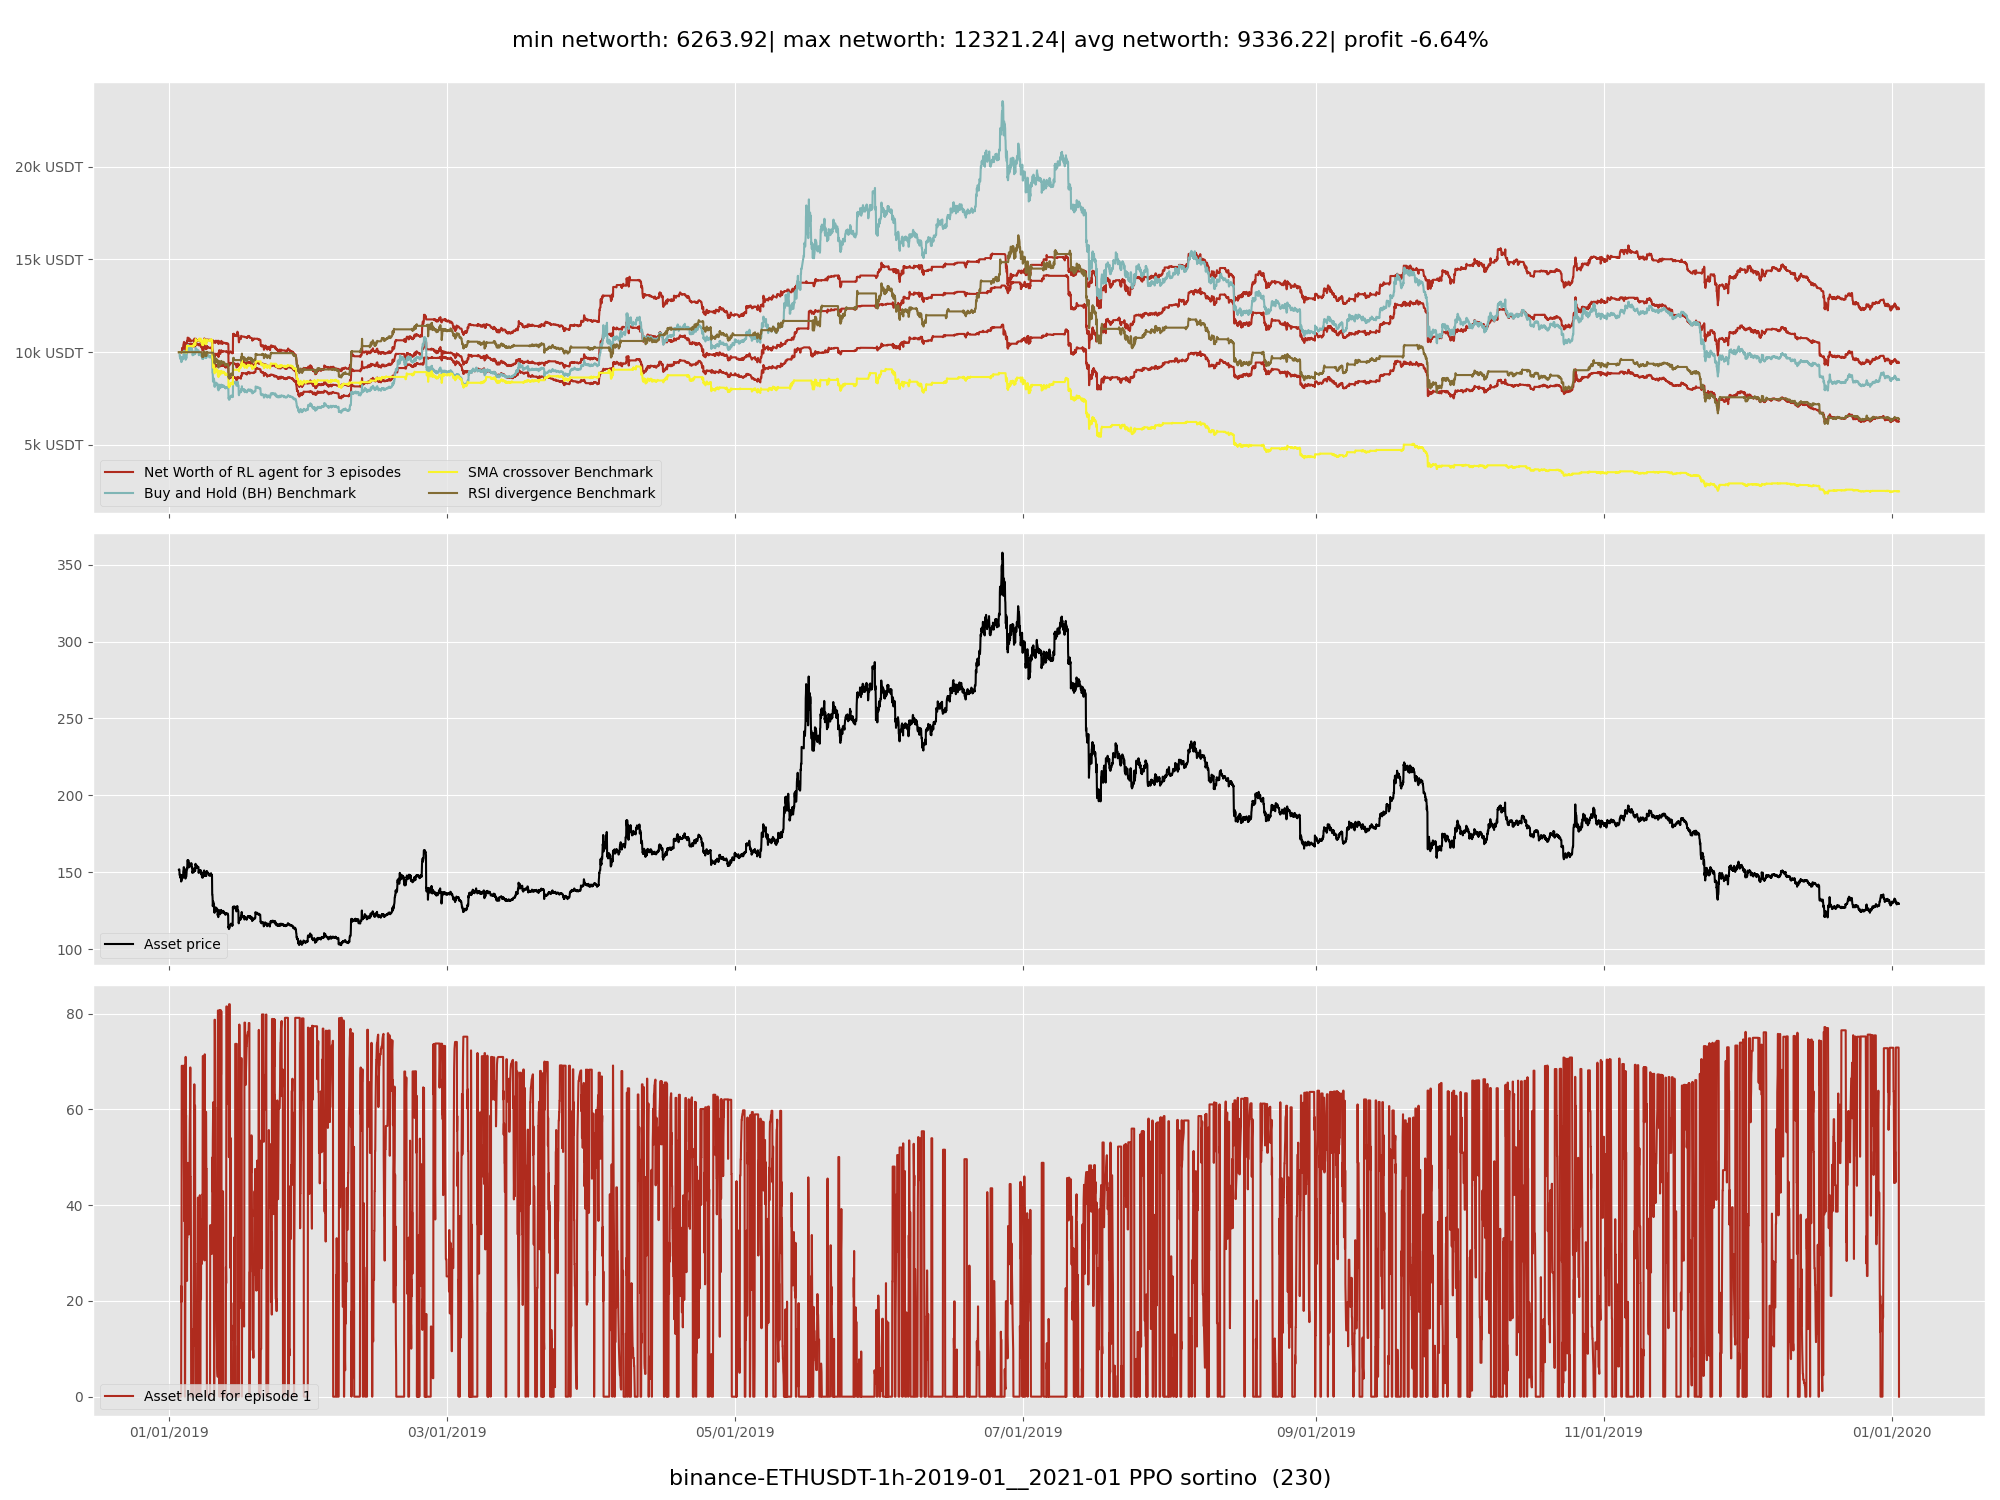 min networth: 6263.92| max networth: 12321.24| avg networth: 9336.22| profit -6.64%
20k USDT
15k USDT
10k USDT
5k USDT
Net Worth of RL agent for 3 episodes
Buy and Hold (BH) Benchmark
SMA crossover Benchmark
RSI divergence Benchmark
350
300
250
200
150
100
Asset price
80
60
40
20
0
Asset held for episode 1
01/01/2019
03/01/2019
05/01/2019
07/01/2019
09/01/2019
11/01/2019
01/01/2020
binance-ETHUSDT-1h-2019-01__2021-01 PPO sortino  (230)